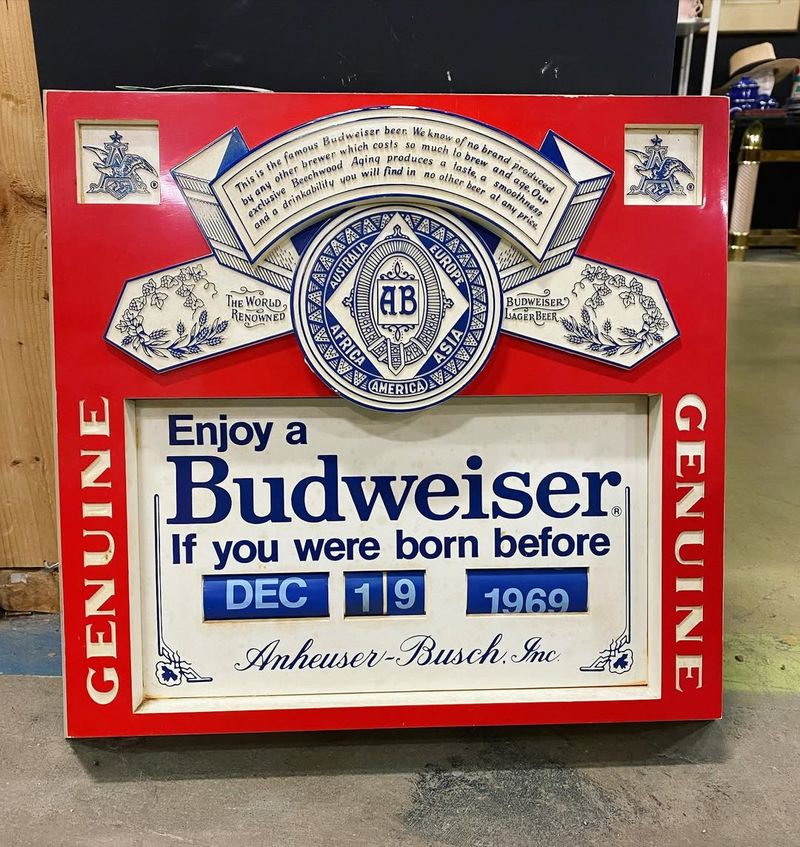 This is the famous Budweiser beer. We know of no brand produced
by any other brewer which costs so much to brew and age. Our
exclusive Beechwood Aging produces a taste, a smoothness
and a drinkability you will find in no other beer at any price.
THE WORLD
RENOWNED
BUDWEISER
LAGER BEER
AUSTRALIA
EUROPE
AB
AFRICA
ASIA
AMERICA
GENUINE
GENUINE
Enjoy a
Budweiser®
If you were born before
DEC 19 1969
Anheuser-Busch, Inc.